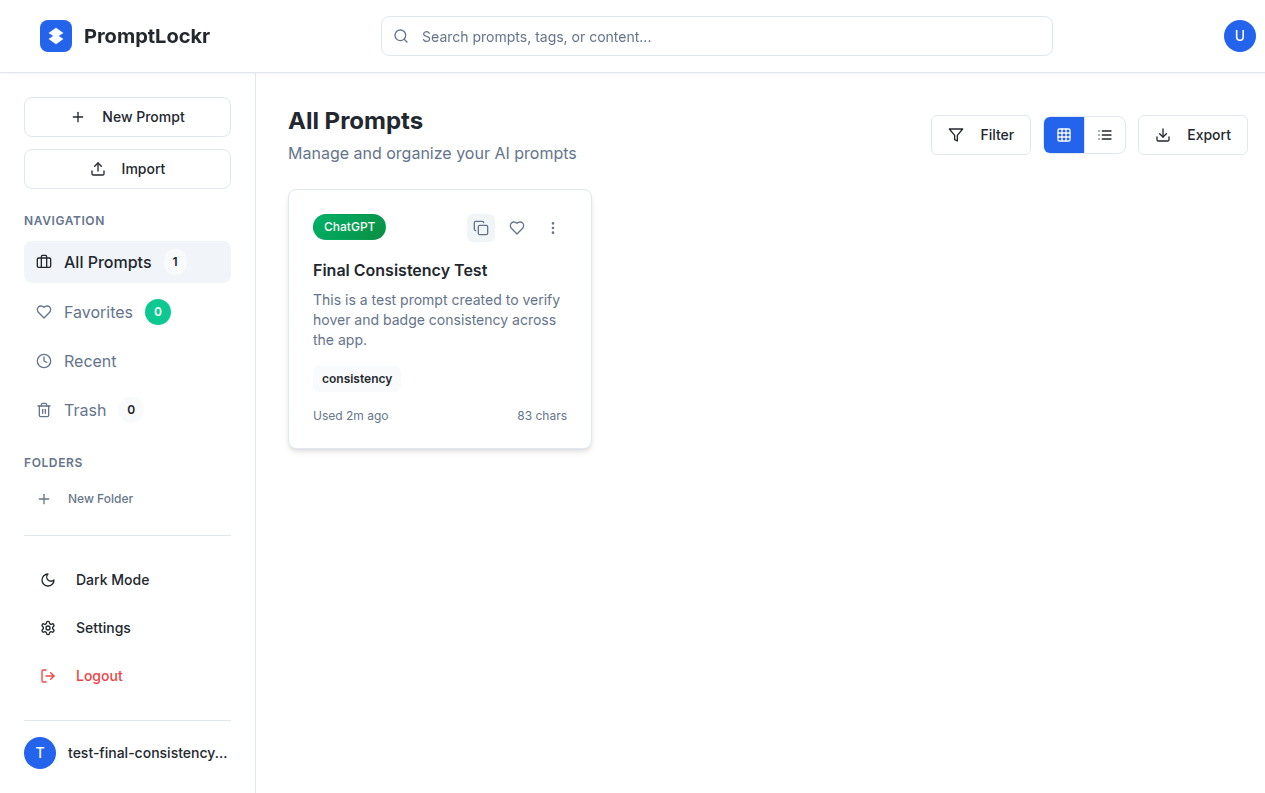 PromptLockr
Search prompts, tags, or content...
U
New Prompt
Import
NAVIGATION
All Prompts 1
Favorites 0
Recent
Trash 0
FOLDERS
New Folder
Dark Mode
Settings
Logout
T test-final-consistency...
All Prompts
Manage and organize your AI prompts
Filter
Export
ChatGPT
Final Consistency Test
This is a test prompt created to verify
hover and badge consistency across
the app.
consistency
Used 2m ago 83 chars